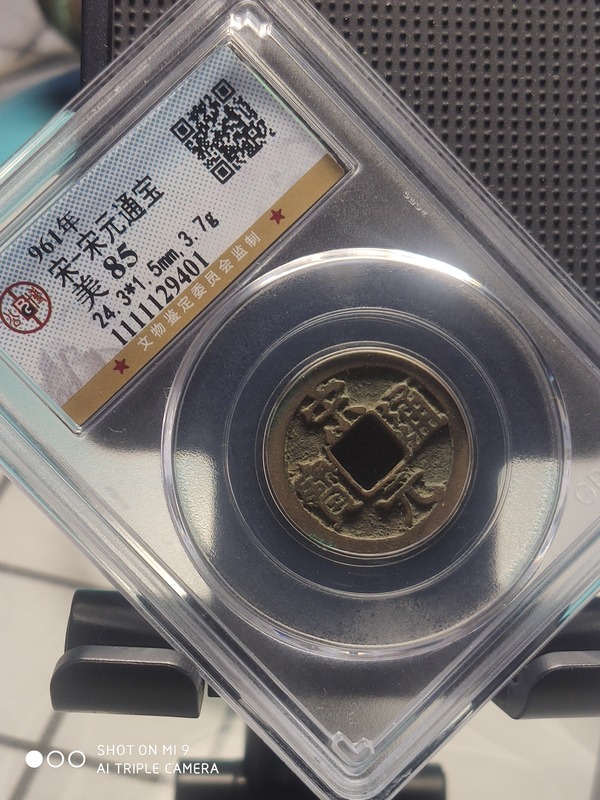 961年
宋-宋元通宝
美 85
24.3*1.5mm,3.7g
1111129401
★ 文物鉴定委员会监制 ★
宋元通寶
SHOT ON MI 9
AI TRIPLE CAMERA